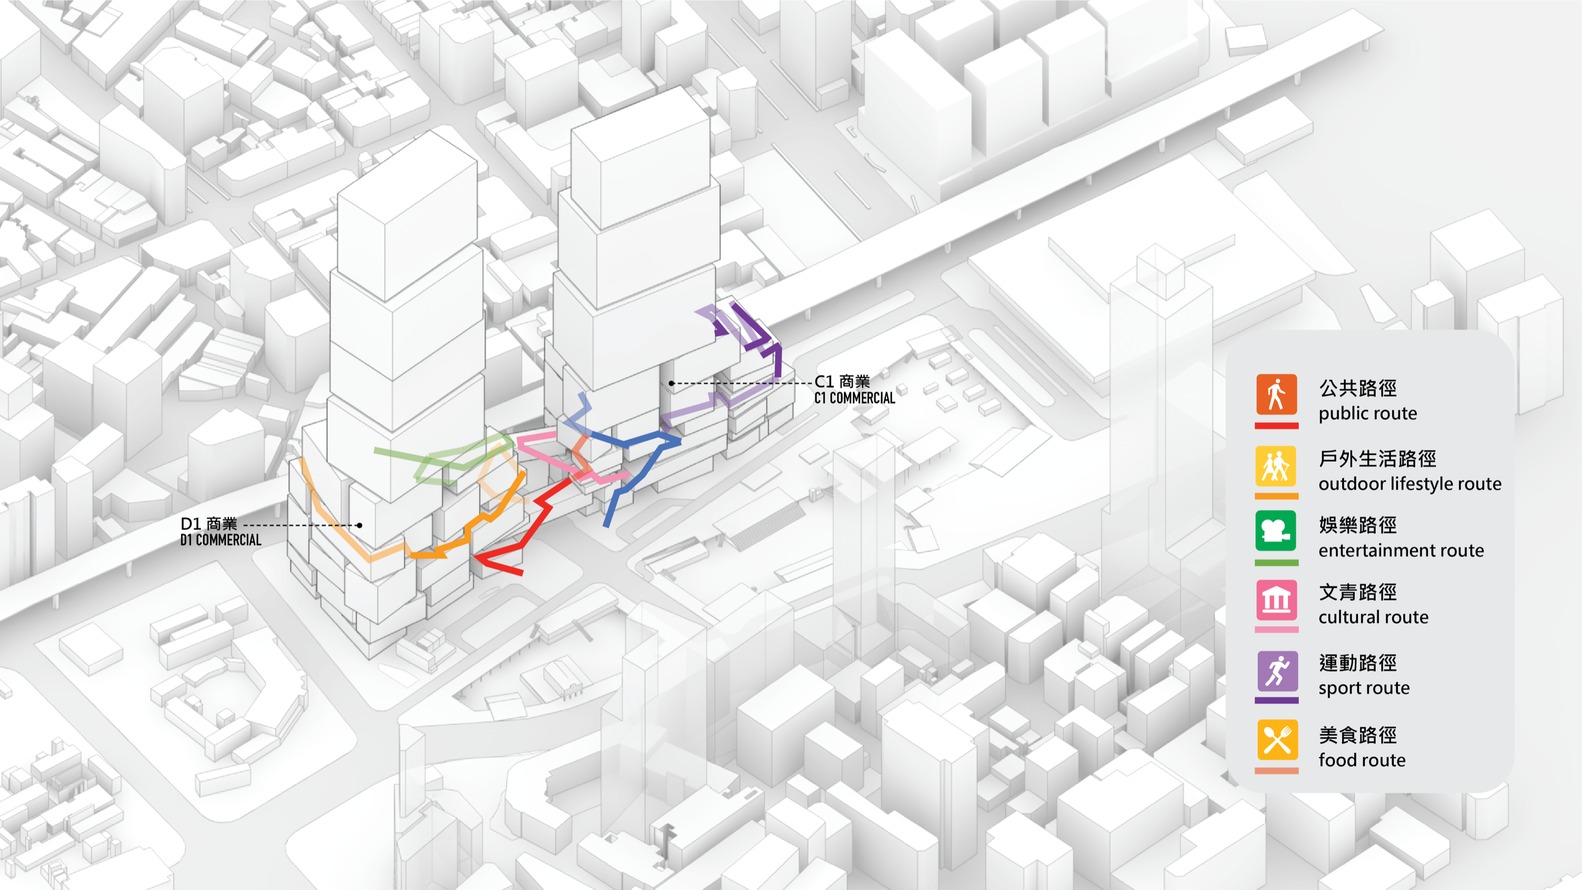 C1 商業
C1 COMMERCIAL
D1 商業
D1 COMMERCIAL
公共路徑
public route
戶外生活路徑
outdoor lifestyle route
娛樂路徑
entertainment route
文青路徑
cultural route
運動路徑
sport route
美食路徑
food route